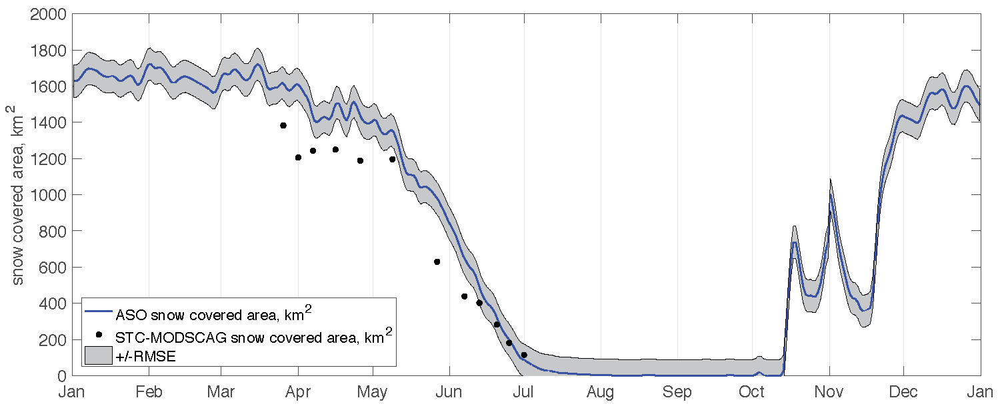 2000
1800
1600
1400
1200
1000
800
600
400
200
0
snow covered area, km²
ASO snow covered area, km²
STC-MODSCAG snow covered area, km²
+/-RMSE
Jan Feb Mar Apr May Jun Jul Aug Sep Oct Nov Dec Jan